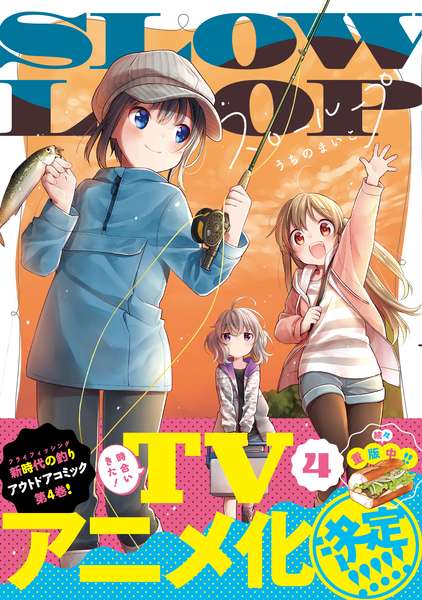 SLOW
LOOP
スローループ
うちのまいこ
フライフィッシング
新時代の釣り
アウトドアコミック
第4巻!
時合い
きた!
TV
アニメ化
決定
!!!!!!
4
続々
重版中!!